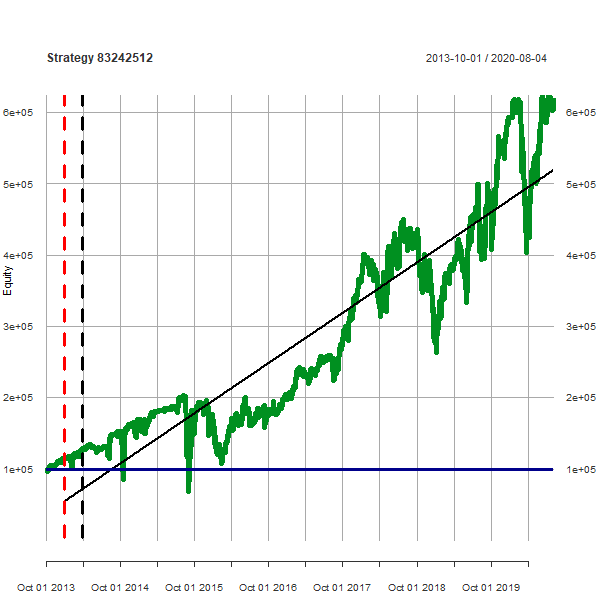 Strategy 83242512
2013-10-01 / 2020-08-04
6e+05
6e+05
5e+05
5e+05
4e+05
4e+05
Equity
3e+05
3e+05
2e+05
2e+05
1e+05
1e+05
Oct 01 2013
Oct 01 2014
Oct 01 2015
Oct 01 2016
Oct 01 2017
Oct 01 2018
Oct 01 2019